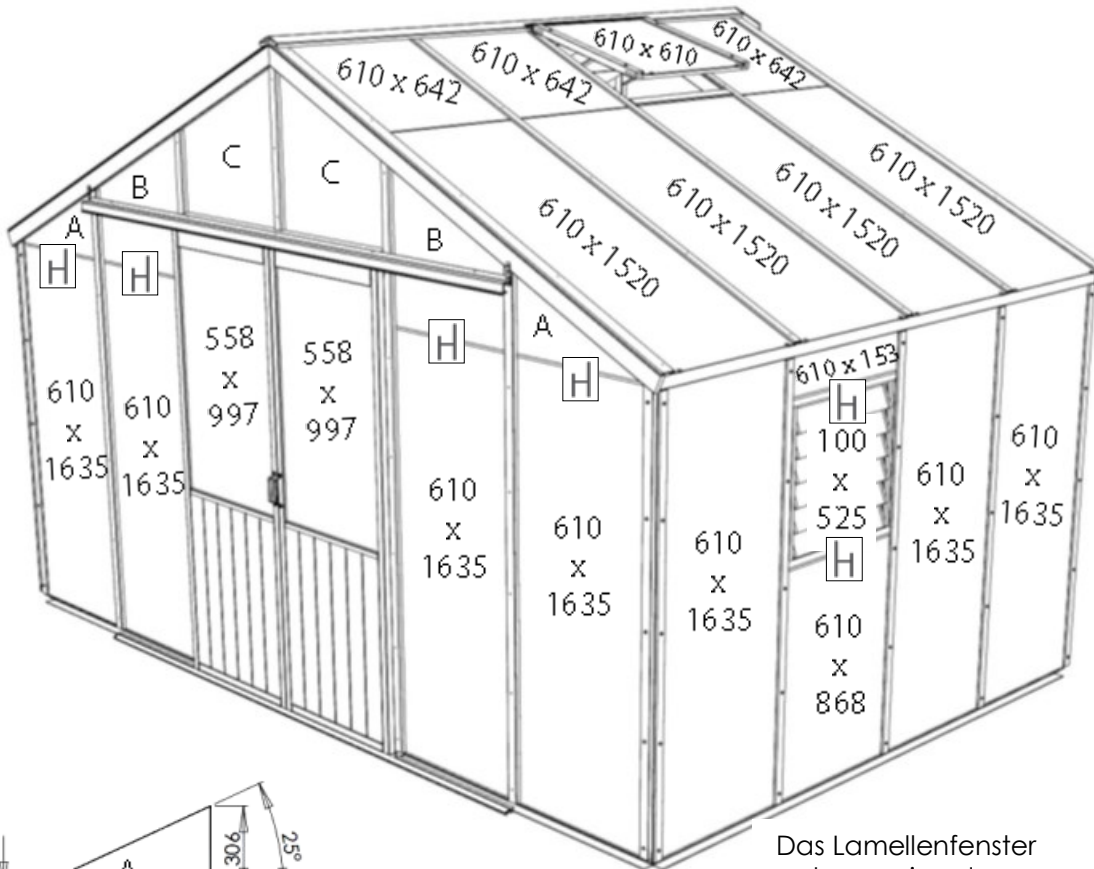 610 x 642
610 x 642
610 x 610
610 x 642
610 x 1520
610 x 1520
610 x 1520
610 x 1520
A
B
C
C
B
A
H
H
H
H
610
x
1635
610
x
1635
558
x
997
558
x
997
610
x
1635
610
x
1635
610
x
1635
610 x 153
H
100
x
525
H
610
x
868
610
x
1635
610
x
1635
306
25°
Das Lamellenfenster